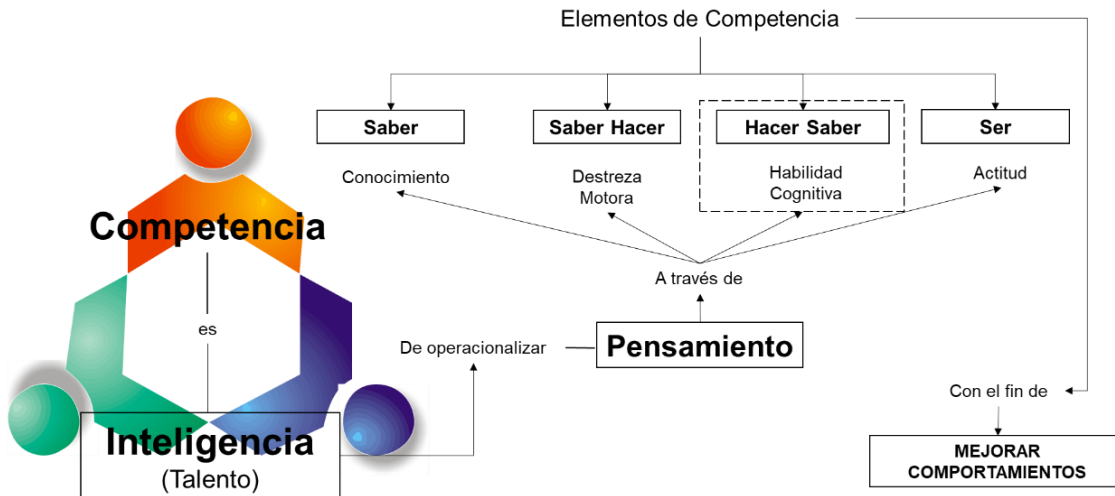 Elementos de Competencia
Saber
Saber Hacer
Hacer Saber
Ser
Conocimiento
Destreza
Motora
Habilidad
Cognitiva
Actitud
Competencia
es
Inteligencia
(Talento)
De operacionalizar
Pensamiento
A través de
Con el fin de
MEJORAR
COMPORTAMIENTOS